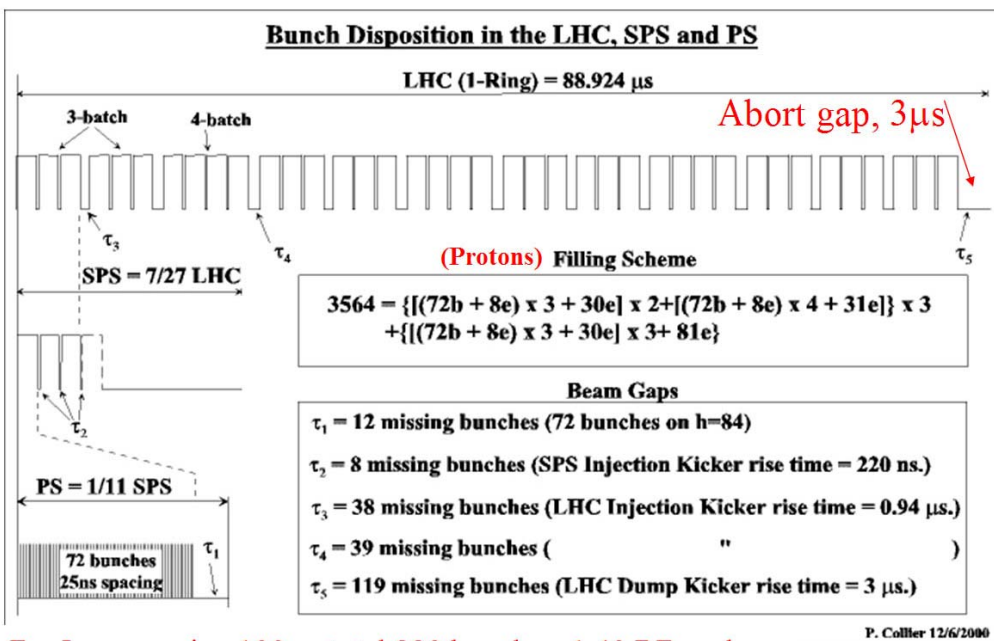 Bunch Disposition in the LHC, SPS and PS
LHC (1-Ring) = 88.924 μs
3-batch
4-batch
Abort gap, 3μs
τ3
τ4
τ5
SPS = 7/27 LHC
(Protons) Filling Scheme
3564 = {[(72b + 8e) x 3 + 30e] x 2+[(72b + 8e) x 4 + 31e]} x 3
+{[(72b + 8e) x 3 + 30e] x 3+ 81e}
τ2
Beam Gaps
τ1 = 12 missing bunches (72 bunches on h=84)
τ2 = 8 missing bunches (SPS Injection Kicker rise time = 220 ns.)
PS = 1/11 SPS
τ3 = 38 missing bunches (LHC Injection Kicker rise time = 0.94 μs.)
τ1
τ4 = 39 missing bunches ( " )
72 bunches
25ns spacing
τ5 = 119 missing bunches (LHC Dump Kicker rise time = 3 μs.)
P. Collier 12/6/2000